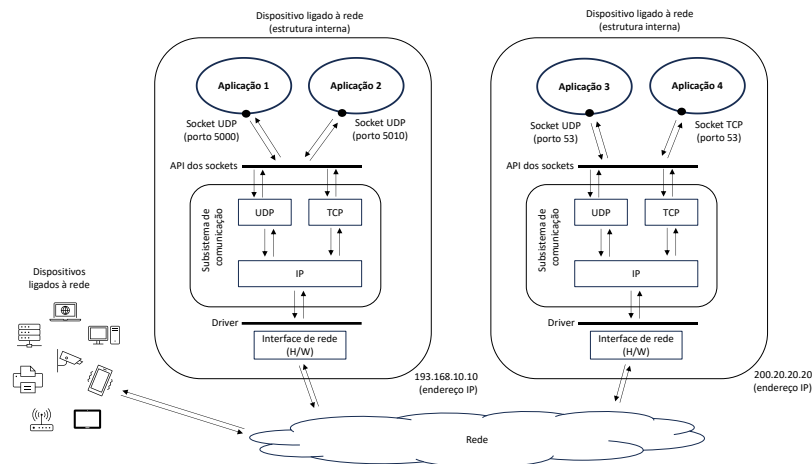 Dispositivo ligado à rede
(estrutura interna)
Aplicação 1
Aplicação 2
Socket UDP
(porto 5000)
Socket UDP
(porto 5010)
API dos sockets
Subsistema de
comunicação
UDP
TCP
IP
Driver
Interface de rede
(H/W)
193.168.10.10
(endereço IP)
Dispositivo ligado à rede
(estrutura interna)
Aplicação 3
Aplicação 4
Socket UDP
(porto 53)
Socket TCP
(porto 53)
API dos sockets
Subsistema de
comunicação
UDP
TCP
IP
Driver
Interface de rede
(H/W)
200.20.20.20
(endereço IP)
Dispositivos
ligados à rede
Rede